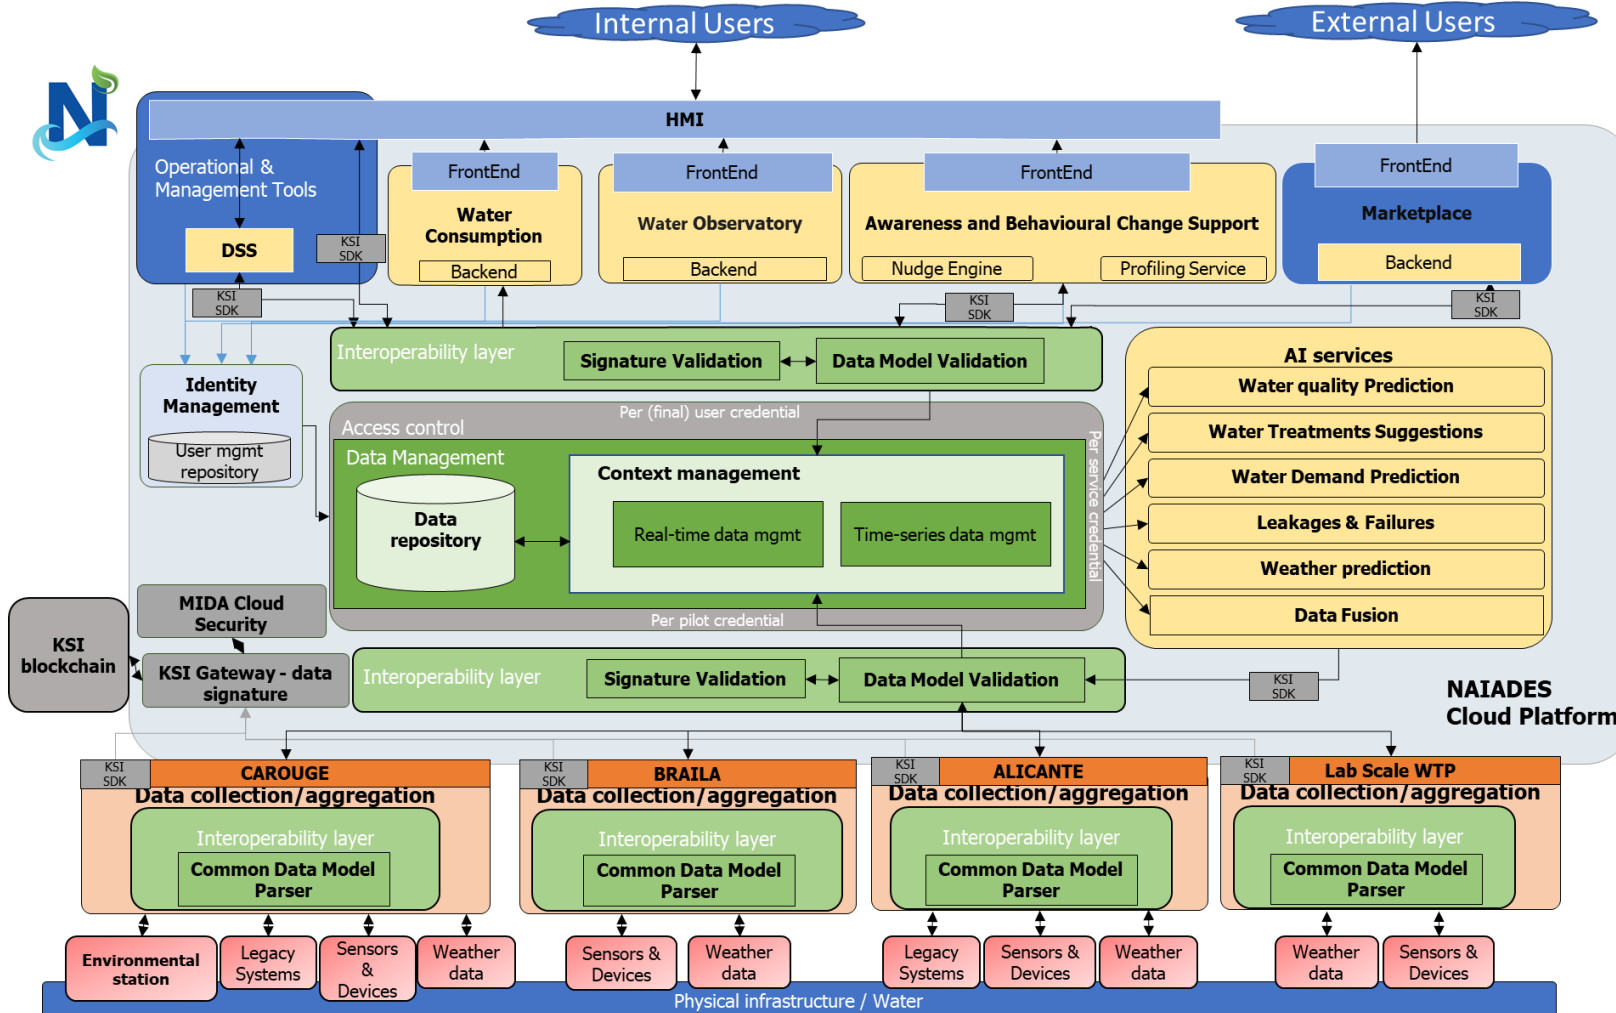 Internal Users
External Users
N
HMI
Operational &
Management Tools
DSS
KSI
SDK
KSI
SDK
FrontEnd
Water
Consumption
Backend
FrontEnd
Water Observatory
Backend
FrontEnd
Awareness and Behavioural Change Support
Nudge Engine
Profiling Service
KSI
SDK
FrontEnd
Marketplace
Backend
KSI
SDK
Interoperability layer
Signature Validation
Data Model Validation
Identity
Management
User mgmt
repository
Per (final) user credential
Access control
Data Management
Data
repository
Context management
Real-time data mgmt
Time-series data mgmt
Per service credential
Per pilot credential
AI services
Water quality Prediction
Water Treatments Suggestions
Water Demand Prediction
Leakages & Failures
Weather prediction
Data Fusion
MIDA Cloud
Security
KSI
blockchain
KSI Gateway - data
signature
Interoperability layer
Signature Validation
Data Model Validation
KSI
SDK
NAIADES
Cloud Platform
KSI
SDK
CAROUGE
Data collection/aggregation
Interoperability layer
Common Data Model
Parser
KSI
SDK
BRAILA
Data collection/aggregation
Interoperability layer
Common Data Model
Parser
KSI
SDK
ALICANTE
Data collection/aggregation
Interoperability layer
Common Data Model
Parser
KSI
SDK
Lab Scale WTP
Data collection/aggregation
Interoperability layer
Common Data Model
Parser
Environmental
station
Legacy
Systems
Sensors
&
Devices
Weather
data
Sensors &
Devices
Weather
data
Legacy
Systems
Sensors &
Devices
Weather
data
Weather
data
Sensors &
Devices
Physical infrastructure / Water